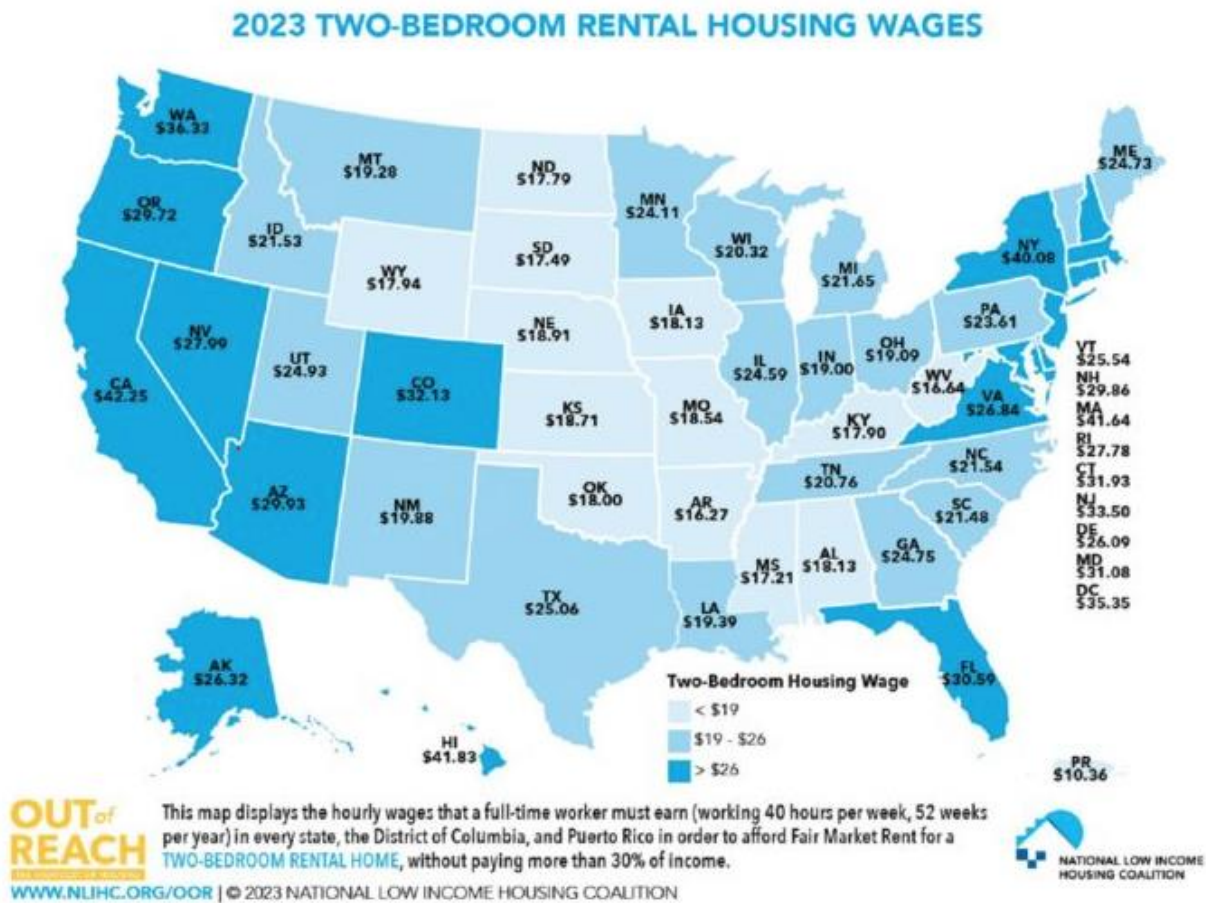 2023 TWO-BEDROOM RENTAL HOUSING WAGES
WA
$36.33
OR
$29.72
CA
$42.25
NV
$27.99
ID
$21.53
MT
$19.28
WY
$17.94
UT
$24.93
CO
$32.13
AZ
$29.93
NM
$19.88
ND
$17.79
SD
$17.49
NE
$18.91
KS
$18.71
OK
$18.00
TX
$25.06
MN
$24.11
IA
$18.13
MO
$18.54
AR
$16.27
LA
$19.39
WI
$20.32
IL
$24.59
MI
$21.65
IN
$19.00
OH
$19.09
KY
$17.90
TN
$20.76
MS
$17.21
AL
$18.13
GA
$24.75
FL
$30.59
SC
$21.48
NC
$21.54
VA
$26.84
WV
$16.64
PA
$23.61
NY
$40.08
ME
$24.73
VT
$25.54
NH
$29.86
MA
$41.64
RI
$27.78
CT
$31.93
NJ
$33.50
DE
$26.09
MD
$31.08
DC
$35.35
AK
$26.32
HI
$41.83
PR
$10.36
Two-Bedroom Housing Wage
< $19
$19 - $26
> $26
OUT of
REACH
This map displays the hourly wages that a full-time worker must earn (working 40 hours per week, 52 weeks
per year) in every state, the District of Columbia, and Puerto Rico in order to afford Fair Market Rent for a
TWO-BEDROOM RENTAL HOME, without paying more than 30% of income.
WWW.NLIHC.ORG/OOR | © 2023 NATIONAL LOW INCOME HOUSING COALITION
NATIONAL LOW INCOME
HOUSING COALITION